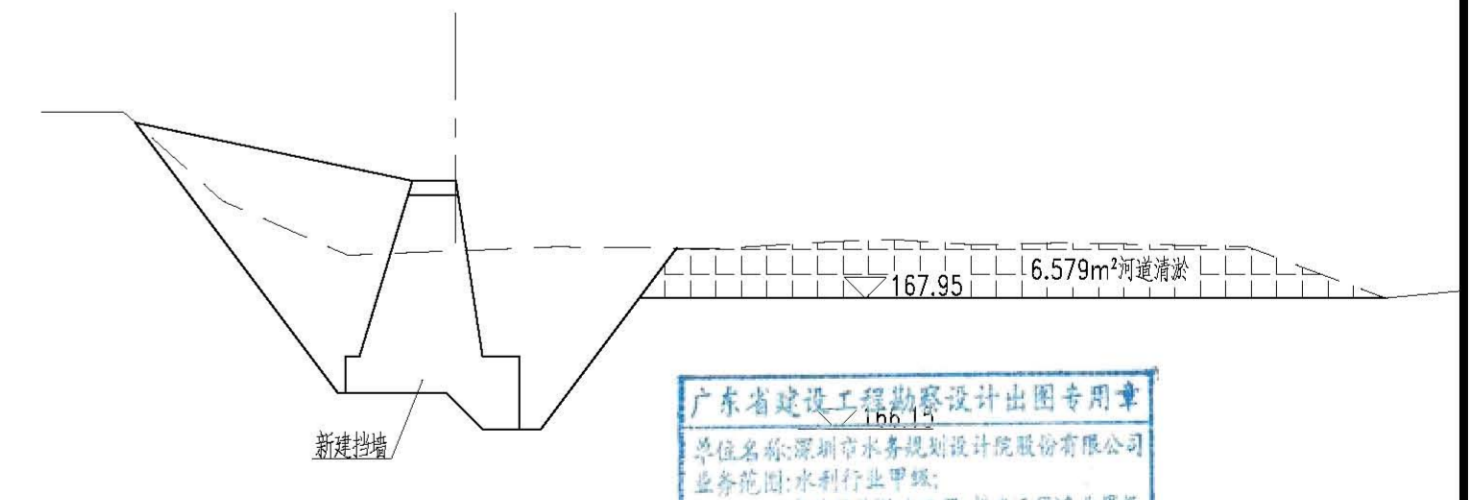 167.95
6.579m²河道清淤
166.15
新建挡墙
广东省建设工程勘察设计出图专用章
单位名称:深圳市水务规划设计院股份有限公司
业务范围:水利行业甲级;